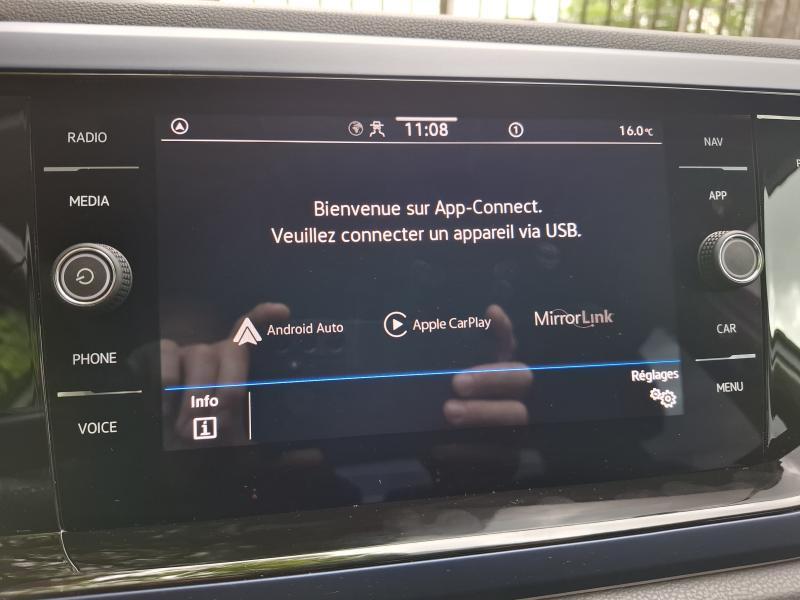 RADIO
MEDIA
PHONE
VOICE
11:08
1
16.0°C
Bienvenue sur App-Connect.
Veuillez connecter un appareil via USB.
Android Auto
Apple CarPlay
MirrorLink
Info
i
Réglages
NAV
APP
CAR
MENU